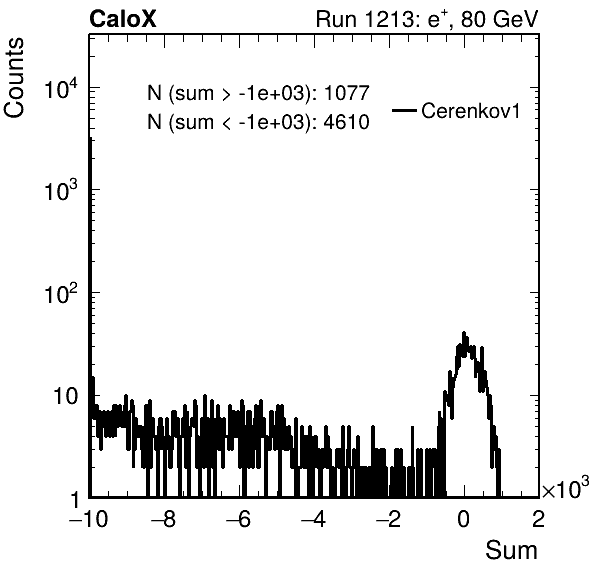 CaloX Run 1213: e⁺, 80 GeV
Counts
N (sum > -1e+03): 1077
N (sum < -1e+03): 4610
Cerenkov1
10⁴
10³
10²
10
1
−10 −8 −6 −4 −2 0 2
×10³
Sum